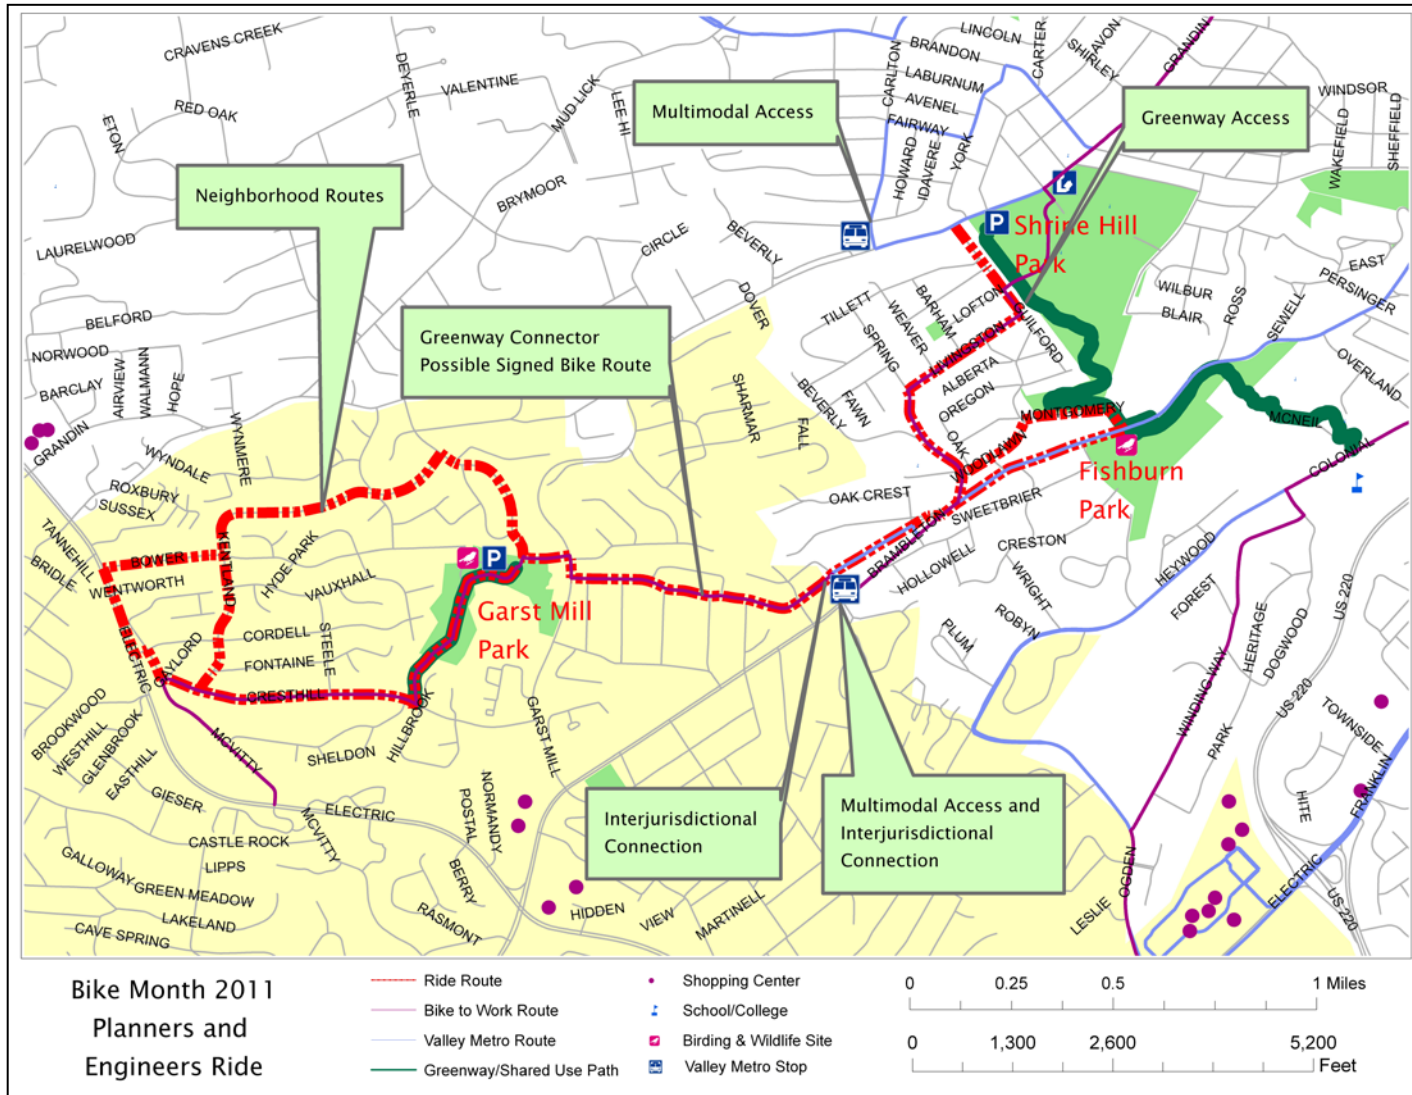 CRAVENS CREEK
DEYERLE
VALENTINE
RED OAK
ETON
MUD LICK
LEE HI
BRYMOOR
LINCOLN
BRANDON
CARTER
AVON
SHIRLEY
GRANDIN
CARLTON
LABURNUM
AVENEL
FAIRWAY
HOWARD
IDAVERE
YORK
WINDSOR
WAKEFIELD
SHEFFIELD
Multimodal Access
Greenway Access
Neighborhood Routes
P
Shrine Hill
Park
LAURELWOOD
CIRCLE
BEVERLY
DOVER
TILLETT
BARHAM
WEAVER
SPRING
LOFTON
LIVINGSTON
GUILFORD
ALBERTA
OREGON
WILBUR
BLAIR
ROSS
SEWELL
EAST
PERSINGER
OVERLAND
BELFORD
NORWOOD
BARCLAY
AIRVIEW
WALMANN
HOPE
GRANDIN
WYNMERE
WYNDALE
ROXBURY
SUSSEX
Greenway Connector
Possible Signed Bike Route
SHARMAR
FALL
BEVERLY
FAWN
OAK
WOODLAWN
MONTGOMERY
MCNEIL
COLONIAL
Fishburn
Park
OAK CREST
SWEETBRIER
BRAMBLETON
HOLLOWELL
CRESTON
WRIGHT
ROBYN
PLUM
HEYWOOD
FOREST
HERITAGE
DOGWOOD
US 220
TANNEHILL
BRIDLE
BOWER
WENTWORTH
KENTLAND
HYDE PARK
VAUXHALL
P
Garst Mill
Park
CORDELL
STEELE
FONTAINE
GAYLORD
ELECTRIC
CRESTHILL
HILLBROOK
GARST MILL
SHELDON
MCVITTY
BROOKWOOD
WESTHILL
GLENBROOK
EASTHILL
GIESER
ELECTRIC
MCVITTY
NORMANDY
POSTAL
CASTLE ROCK
LIPPS
GALLOWAY
GREEN MEADOW
LAKELAND
CAVE SPRING
BERRY
RASMONT
HIDDEN
VIEW
MARTINELL
Interjurisdictional
Connection
Multimodal Access and
Interjurisdictional
Connection
WINDING WAY
PARK
US-220
TOWNSIDE
FRANKLIN
HITE
ELECTRIC
US-220
OGDEN
LESLIE
Bike Month 2011
Planners and
Engineers Ride
Ride Route
Bike to Work Route
Valley Metro Route
Greenway/Shared Use Path
Shopping Center
School/College
Birding & Wildlife Site
Valley Metro Stop
0 0.25 0.5 1 Miles
0 1,300 2,600 5,200
Feet